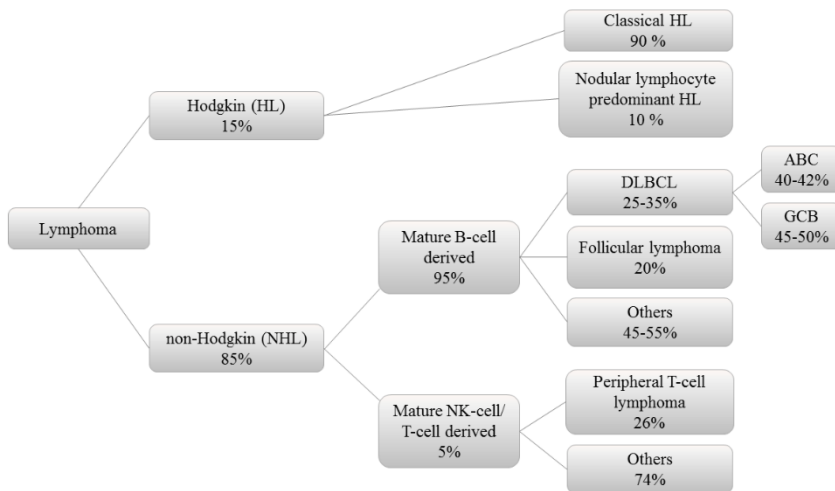 Classical HL
90 %
Nodular lymphocyte
predominant HL
10 %
Hodgkin (HL)
15%
ABC
40-42%
DLBCL
25-35%
GCB
45-50%
Lymphoma
Mature B-cell
derived
95%
Follicular lymphoma
20%
Others
45-55%
non-Hodgkin (NHL)
85%
Peripheral T-cell
lymphoma
26%
Mature NK-cell/
T-cell derived
5%
Others
74%